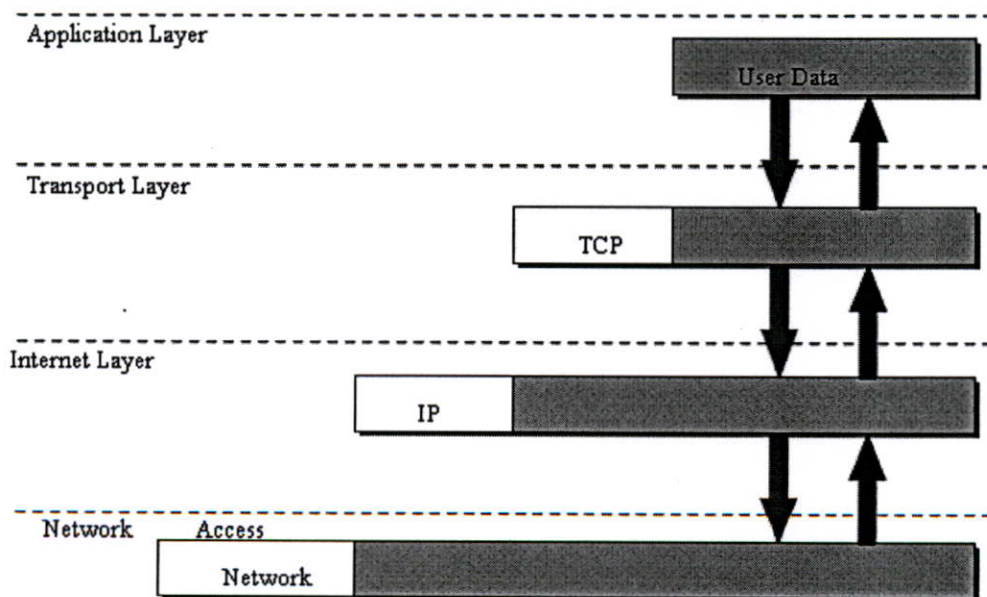 Application Layer
User Data
Transport Layer
TCP
Internet Layer
IP
Network Access
Network